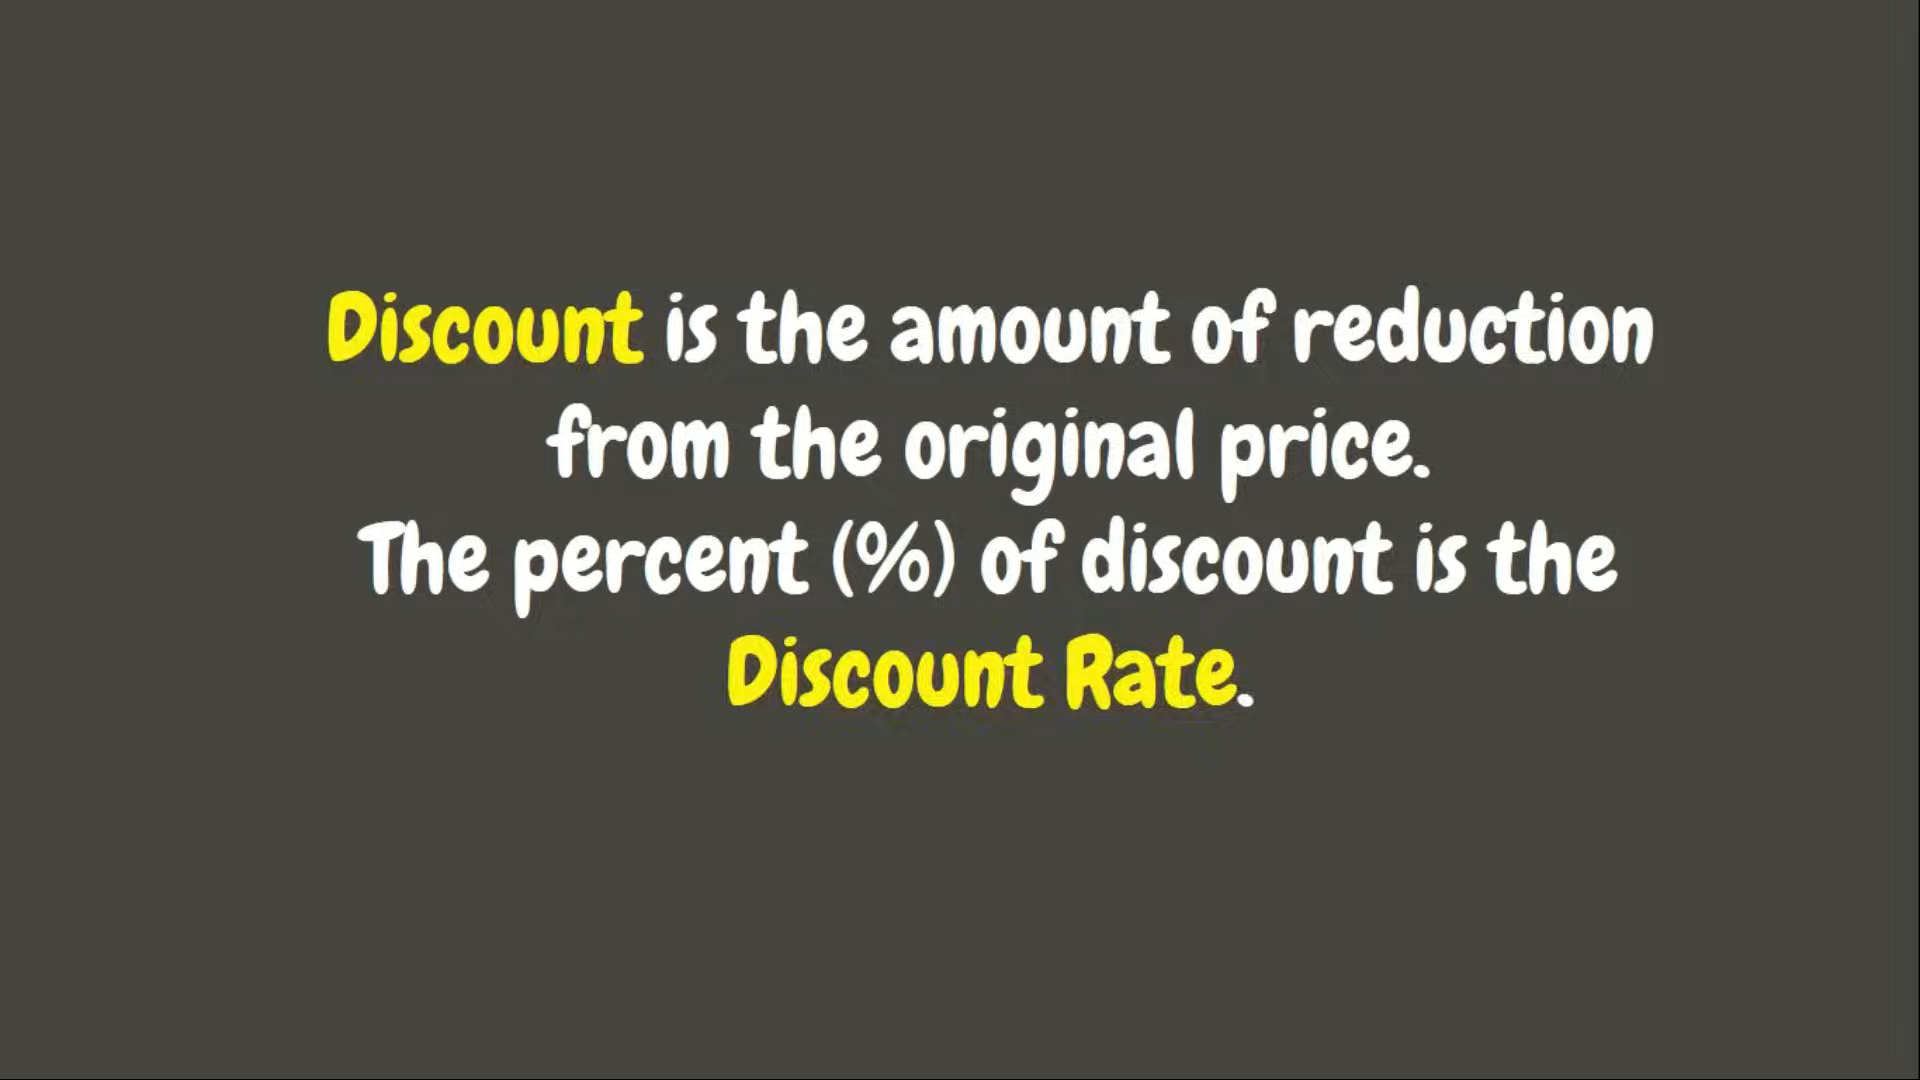 Discount is the amount of reduction
from the original price.
The percent (%) of discount is the
Discount Rate.